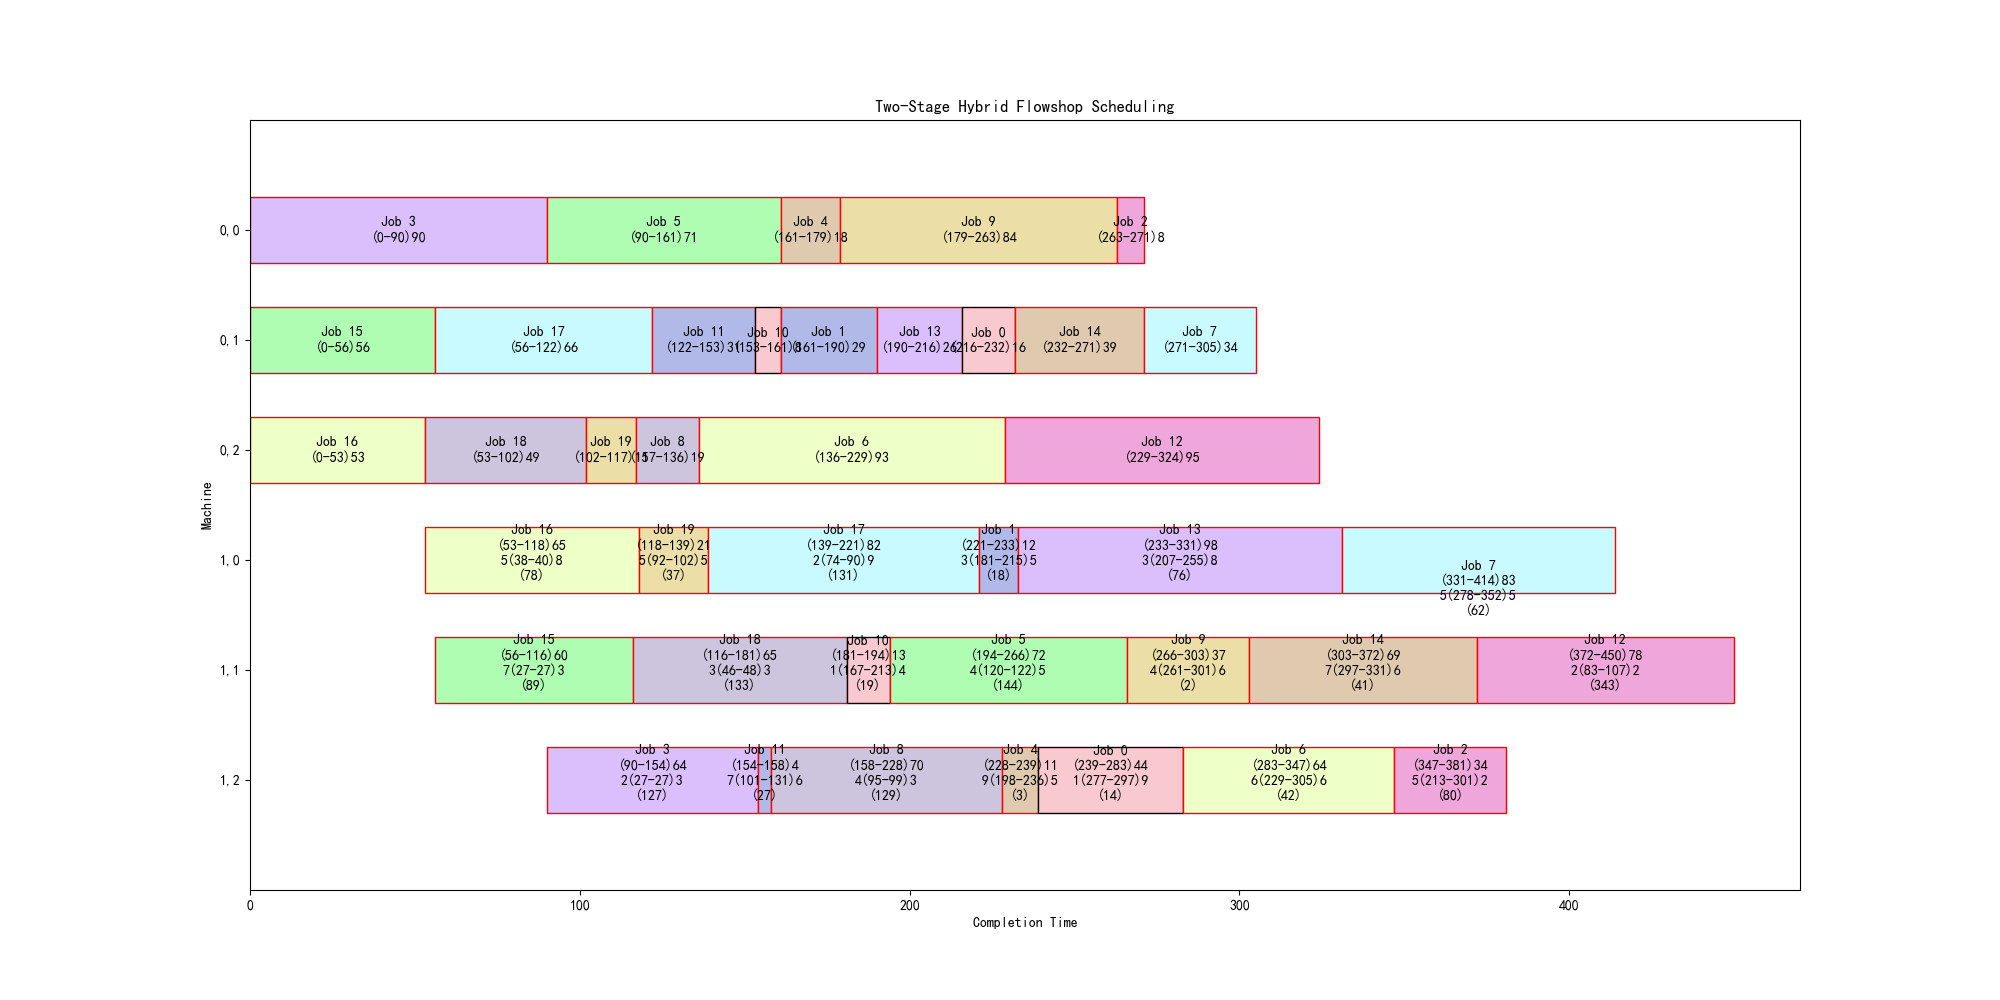 Two-Stage Hybrid Flowshop Scheduling
0,0
Job 3
(0-90)90
Job 5
(90-161)71
Job 4
(161-179)18
Job 9
(179-263)84
Job 2
(263-271)8
0,1
Job 15
(0-56)56
Job 17
(56-122)66
Job 11
(122-153)31
Job 10
(153-161)8
Job 1
(161-190)29
Job 13
(190-216)26
Job 0
(216-232)16
Job 14
(232-271)39
Job 7
(271-305)34
0,2
Job 16
(0-53)53
Job 18
(53-102)49
Job 19
(102-117)15
Job 8
(117-136)19
Job 6
(136-229)93
Job 12
(229-324)95
Machine
1,0
Job 16
(53-118)65
5(38-40)8
(78)
Job 19
(118-139)21
5(92-102)5
(37)
Job 17
(139-221)82
2(74-90)9
(131)
Job 1
(221-233)12
3(181-215)5
(18)
Job 13
(233-331)98
3(207-255)8
(76)
Job 7
(331-414)83
5(278-352)5
(62)
1,1
Job 15
(56-116)60
7(27-27)3
(89)
Job 18
(116-181)65
3(46-48)3
(133)
Job 10
(181-194)13
1(167-213)4
(19)
Job 5
(194-266)72
4(120-122)5
(144)
Job 9
(266-303)37
4(261-301)6
(2)
Job 14
(303-372)69
7(297-331)6
(41)
Job 12
(372-450)78
2(83-107)2
(343)
1,2
Job 3
(90-154)64
2(27-27)3
(127)
Job 11
(154-158)4
7(101-131)6
(27)
Job 8
(158-228)70
4(95-99)3
(129)
Job 4
(228-239)11
9(198-236)5
(3)
Job 0
(239-283)44
1(277-297)9
(14)
Job 6
(283-347)64
6(229-305)6
(42)
Job 2
(347-381)34
5(213-301)2
(80)
0
100
200
300
400
Completion Time